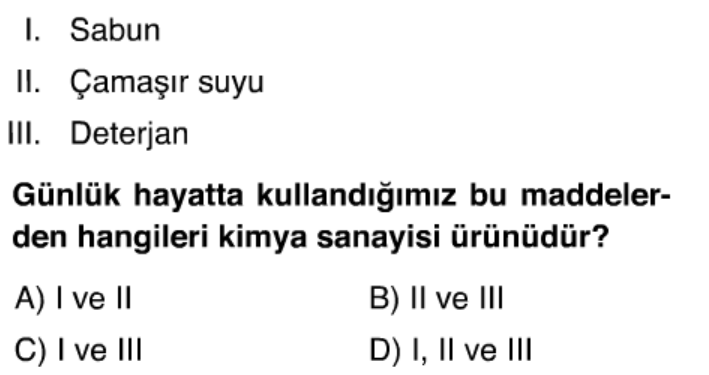 I. Sabun
II. Çamaşır suyu
III. Deterjan
Günlük hayatta kullandığımız bu maddeler-
den hangileri kimya sanayisi ürünüdür?
A) I ve II B) II ve III
C) I ve III D) I, II ve III